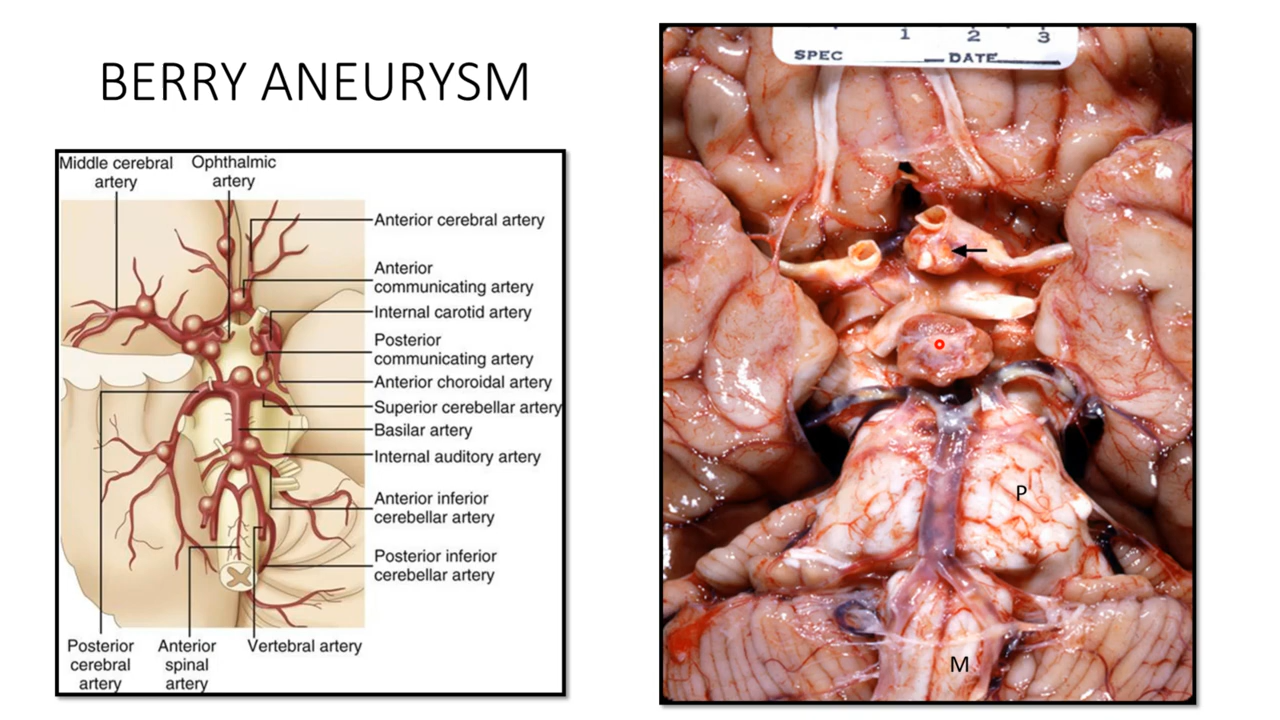 BERRY ANEURYSM
Middle cerebral
artery
Ophthalmic
artery
Anterior cerebral artery
Anterior
communicating artery
Internal carotid artery
Posterior
communicating artery
Anterior choroidal artery
Superior cerebellar artery
Basilar artery
Internal auditory artery
Anterior inferior
cerebellar artery
Posterior inferior
cerebellar artery
Posterior
cerebral
artery
Anterior
spinal
artery
Vertebral artery
1 2 3
SPEC DATE
P
M